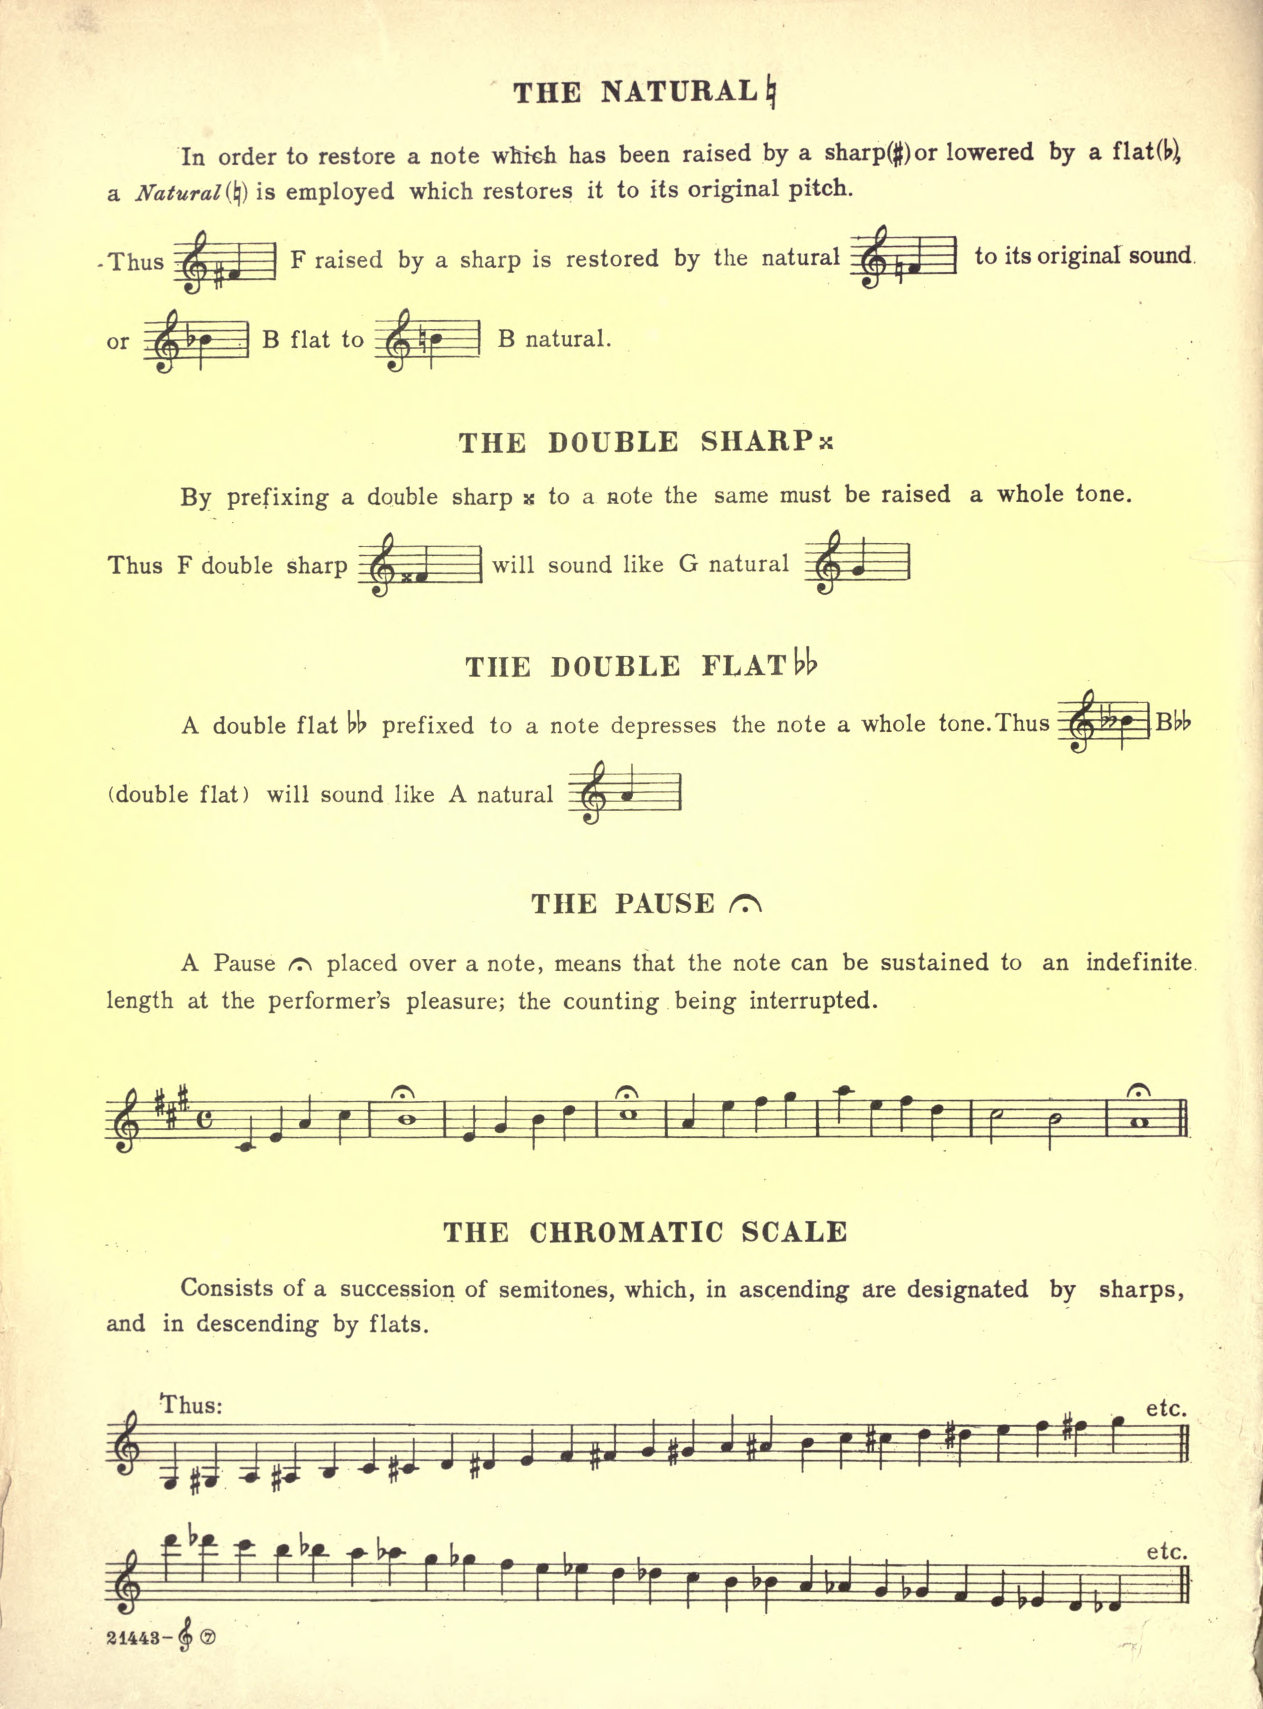 THE NATURAL ♮
In order to restore a note which has been raised by a sharp(♯) or lowered by a flat(♭),
a Natural(♮) is employed which restores it to its original pitch.
Thus F raised by a sharp is restored by the natural to its original sound.
or B flat to B natural.
THE DOUBLE SHARP 𝄪
By prefixing a double sharp 𝄪 to a note the same must be raised a whole tone.
Thus F double sharp will sound like G natural
THE DOUBLE FLAT ♭♭
A double flat ♭♭ prefixed to a note depresses the note a whole tone. Thus B♭♭
(double flat) will sound like A natural
THE PAUSE 𝄐
A Pause 𝄐 placed over a note, means that the note can be sustained to an indefinite
length at the performer's pleasure; the counting being interrupted.
THE CHROMATIC SCALE
Consists of a succession of semitones, which, in ascending are designated by sharps,
and in descending by flats.
Thus: etc.
etc.
21443-𝄞 ⑦